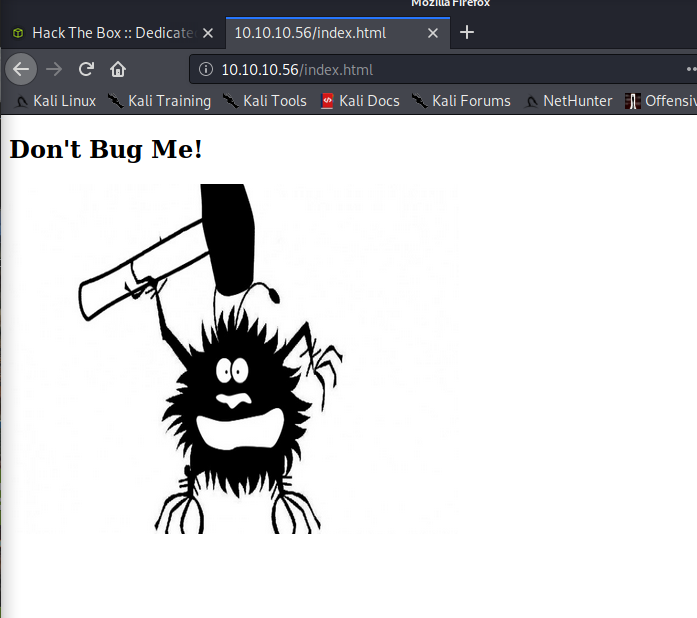 Mozilla Firefox
Hack The Box :: Dedicate
10.10.10.56/index.html
10.10.10.56/index.html
Kali Linux Kali Training Kali Tools Kali Docs Kali Forums NetHunter Offensiv
Don't Bug Me!